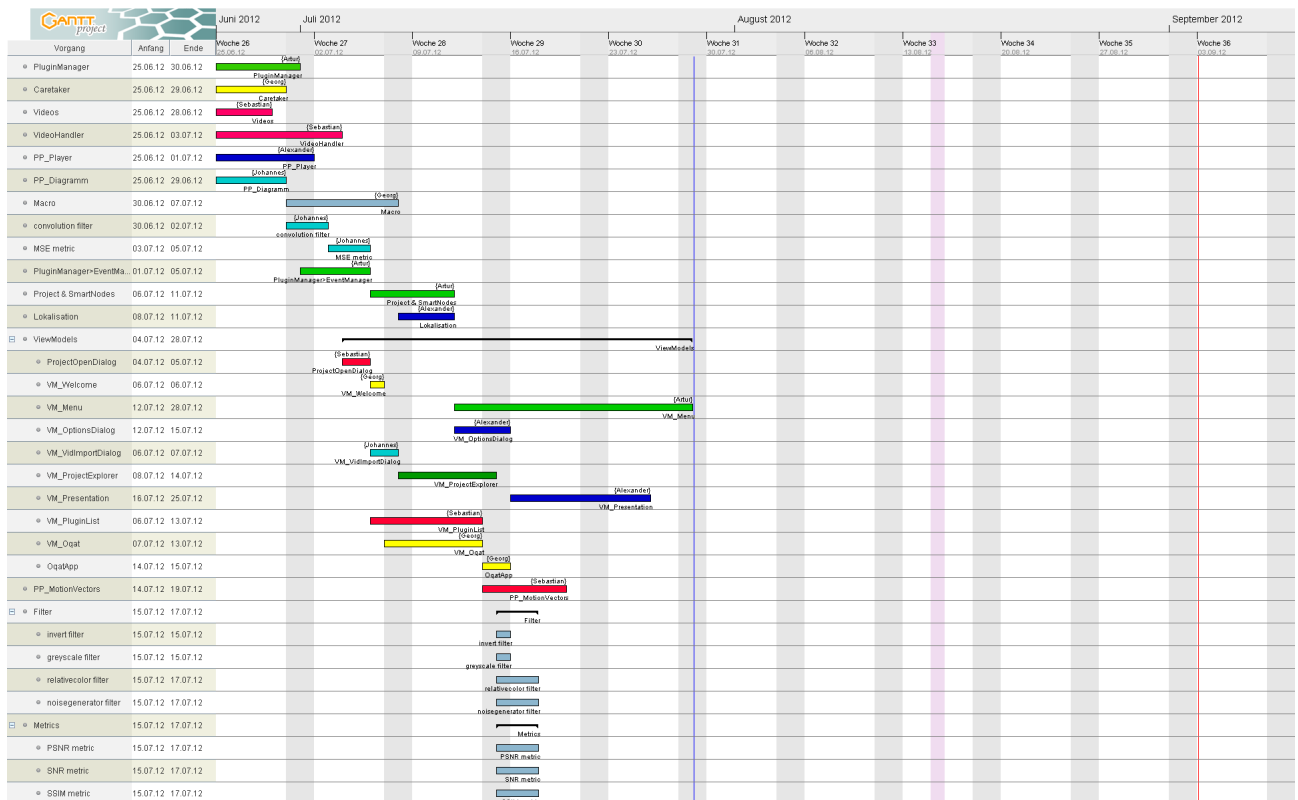 GANTT
project
Juni 2012
Juli 2012
August 2012
September 2012
Vorgang
Anfang
Ende
Woche 26
Woche 27
Woche 28
Woche 29
Woche 30
Woche 31
Woche 32
Woche 33
Woche 34
Woche 35
Woche 36
25.06.12
02.07.12
09.07.12
16.07.12
23.07.12
30.07.12
06.08.12
13.08.12
20.08.12
27.08.12
03.09.12
PluginManager 25.06.12 30.06.12
{Artur}
PluginManager
Caretaker 25.06.12 29.06.12
{Georg}
Caretaker
Videos 25.06.12 28.06.12
{Sebastian}
Videos
VideoHandler 25.06.12 03.07.12
{Sebastian}
VideoHandler
PP_Player 25.06.12 01.07.12
{Alexander}
PP_Player
PP_Diagramm 25.06.12 29.06.12
{Johannes}
PP_Diagramm
Macro 30.06.12 07.07.12
{Georg}
Macro
convolution filter 30.06.12 02.07.12
{Johannes}
convolution filter
MSE metric 03.07.12 05.07.12
{Johannes}
MSE metric
PluginManager>EventMa... 01.07.12 05.07.12
{Artur}
PluginManager>EventManager
Project & SmartNodes 06.07.12 11.07.12
{Artur}
Project & SmartNodes
Lokalisation 08.07.12 11.07.12
{Alexander}
Lokalisation
ViewModels 04.07.12 28.07.12
ViewModels
ProjectOpenDialog 04.07.12 05.07.12
{Sebastian}
ProjectOpenDialog
VM_Welcome 06.07.12 06.07.12
{Georg}
VM_Welcome
VM_Menu 12.07.12 28.07.12
{Artur}
VM_Menu
VM_OptionsDialog 12.07.12 15.07.12
{Alexander}
VM_OptionsDialog
VM_VidImportDialog 06.07.12 07.07.12
{Johannes}
VM_VidImportDialog
VM_ProjectExplorer 08.07.12 14.07.12
VM_ProjectExplorer
VM_Presentation 16.07.12 25.07.12
{Alexander}
VM_Presentation
VM_PluginList 06.07.12 13.07.12
{Sebastian}
VM_PluginList
VM_Oqat 07.07.12 13.07.12
{Georg}
VM_Oqat
OqatApp 14.07.12 15.07.12
{Georg}
OqatApp
PP_MotionVectors 14.07.12 19.07.12
{Sebastian}
PP_MotionVectors
Filter 15.07.12 17.07.12
Filter
invert filter 15.07.12 15.07.12
invert filter
greyscale filter 15.07.12 15.07.12
greyscale filter
relativecolor filter 15.07.12 17.07.12
relativecolor filter
noisegenerator filter 15.07.12 17.07.12
noisegenerator filter
Metrics 15.07.12 17.07.12
Metrics
PSNR metric 15.07.12 17.07.12
PSNR metric
SNR metric 15.07.12 17.07.12
SNR metric
SSIM metric 15.07.12 17.07.12